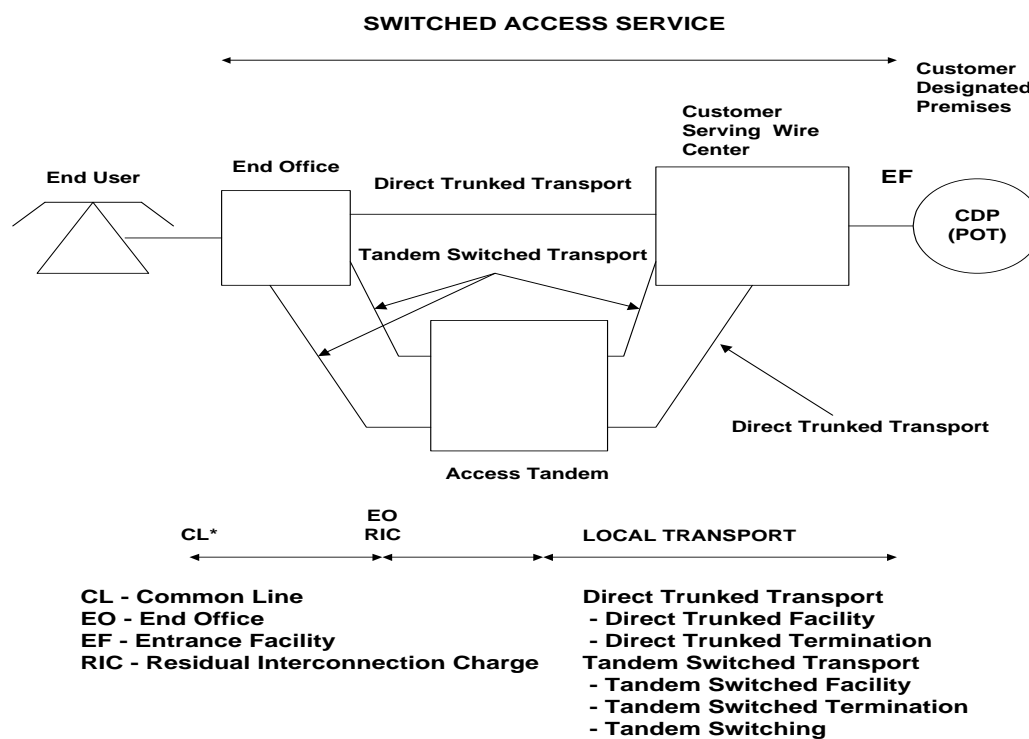 SWITCHED ACCESS SERVICE
Customer
Designated
Premises
Customer
Serving Wire
Center
End Office
End User
Direct Trunked Transport
EF
CDP
(POT)
Tandem Switched Transport
Direct Trunked Transport
Access Tandem
EO
CL*
RIC
LOCAL TRANSPORT
CL - Common Line
EO - End Office
EF - Entrance Facility
RIC - Residual Interconnection Charge
Direct Trunked Transport
- Direct Trunked Facility
- Direct Trunked Termination
Tandem Switched Transport
- Tandem Switched Facility
- Tandem Switched Termination
- Tandem Switching